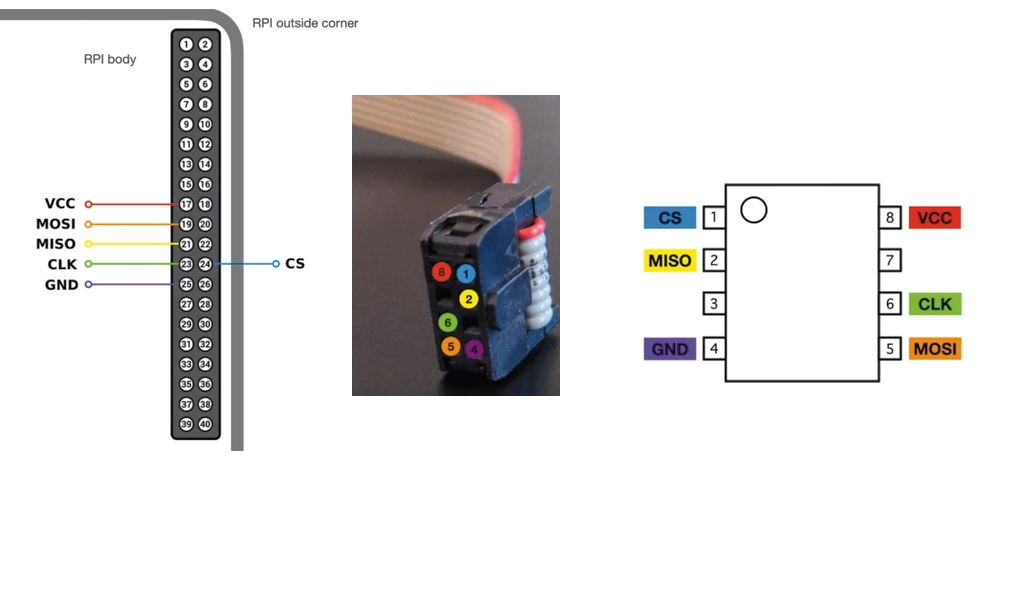 RPI outside corner
RPI body
1 2
3 4
5 6
7 8
9 10
11 12
13 14
15 16
VCC 17 18
MOSI 19 20
MISO 21 22
CLK 23 24 CS
GND 25 26
27 28
29 30
31 32
33 34
35 36
37 38
39 40
8 1
2
6
5 4
CS 1 8 VCC
MISO 2 7
3 6 CLK
GND 4 5 MOSI